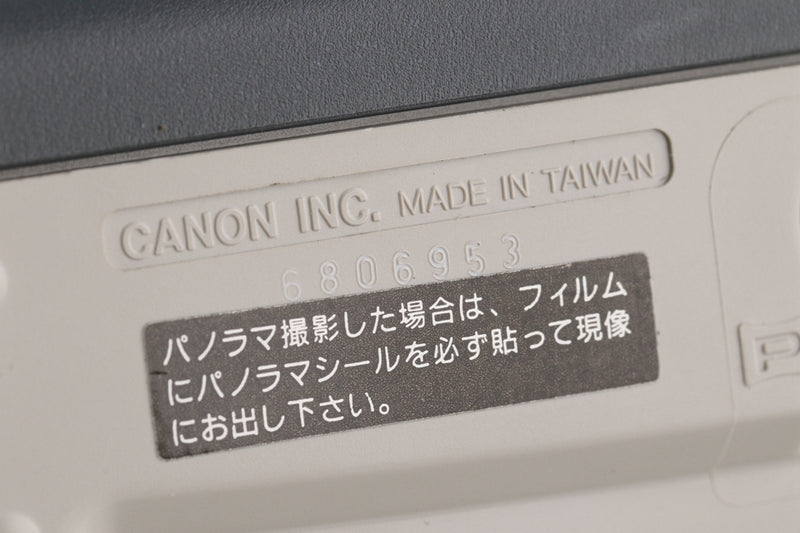 CANON INC. MADE IN TAIWAN
6806953
パノラマ撮影した場合は、フィルム
にパノラマシールを必ず貼って現像
にお出し下さい。
P